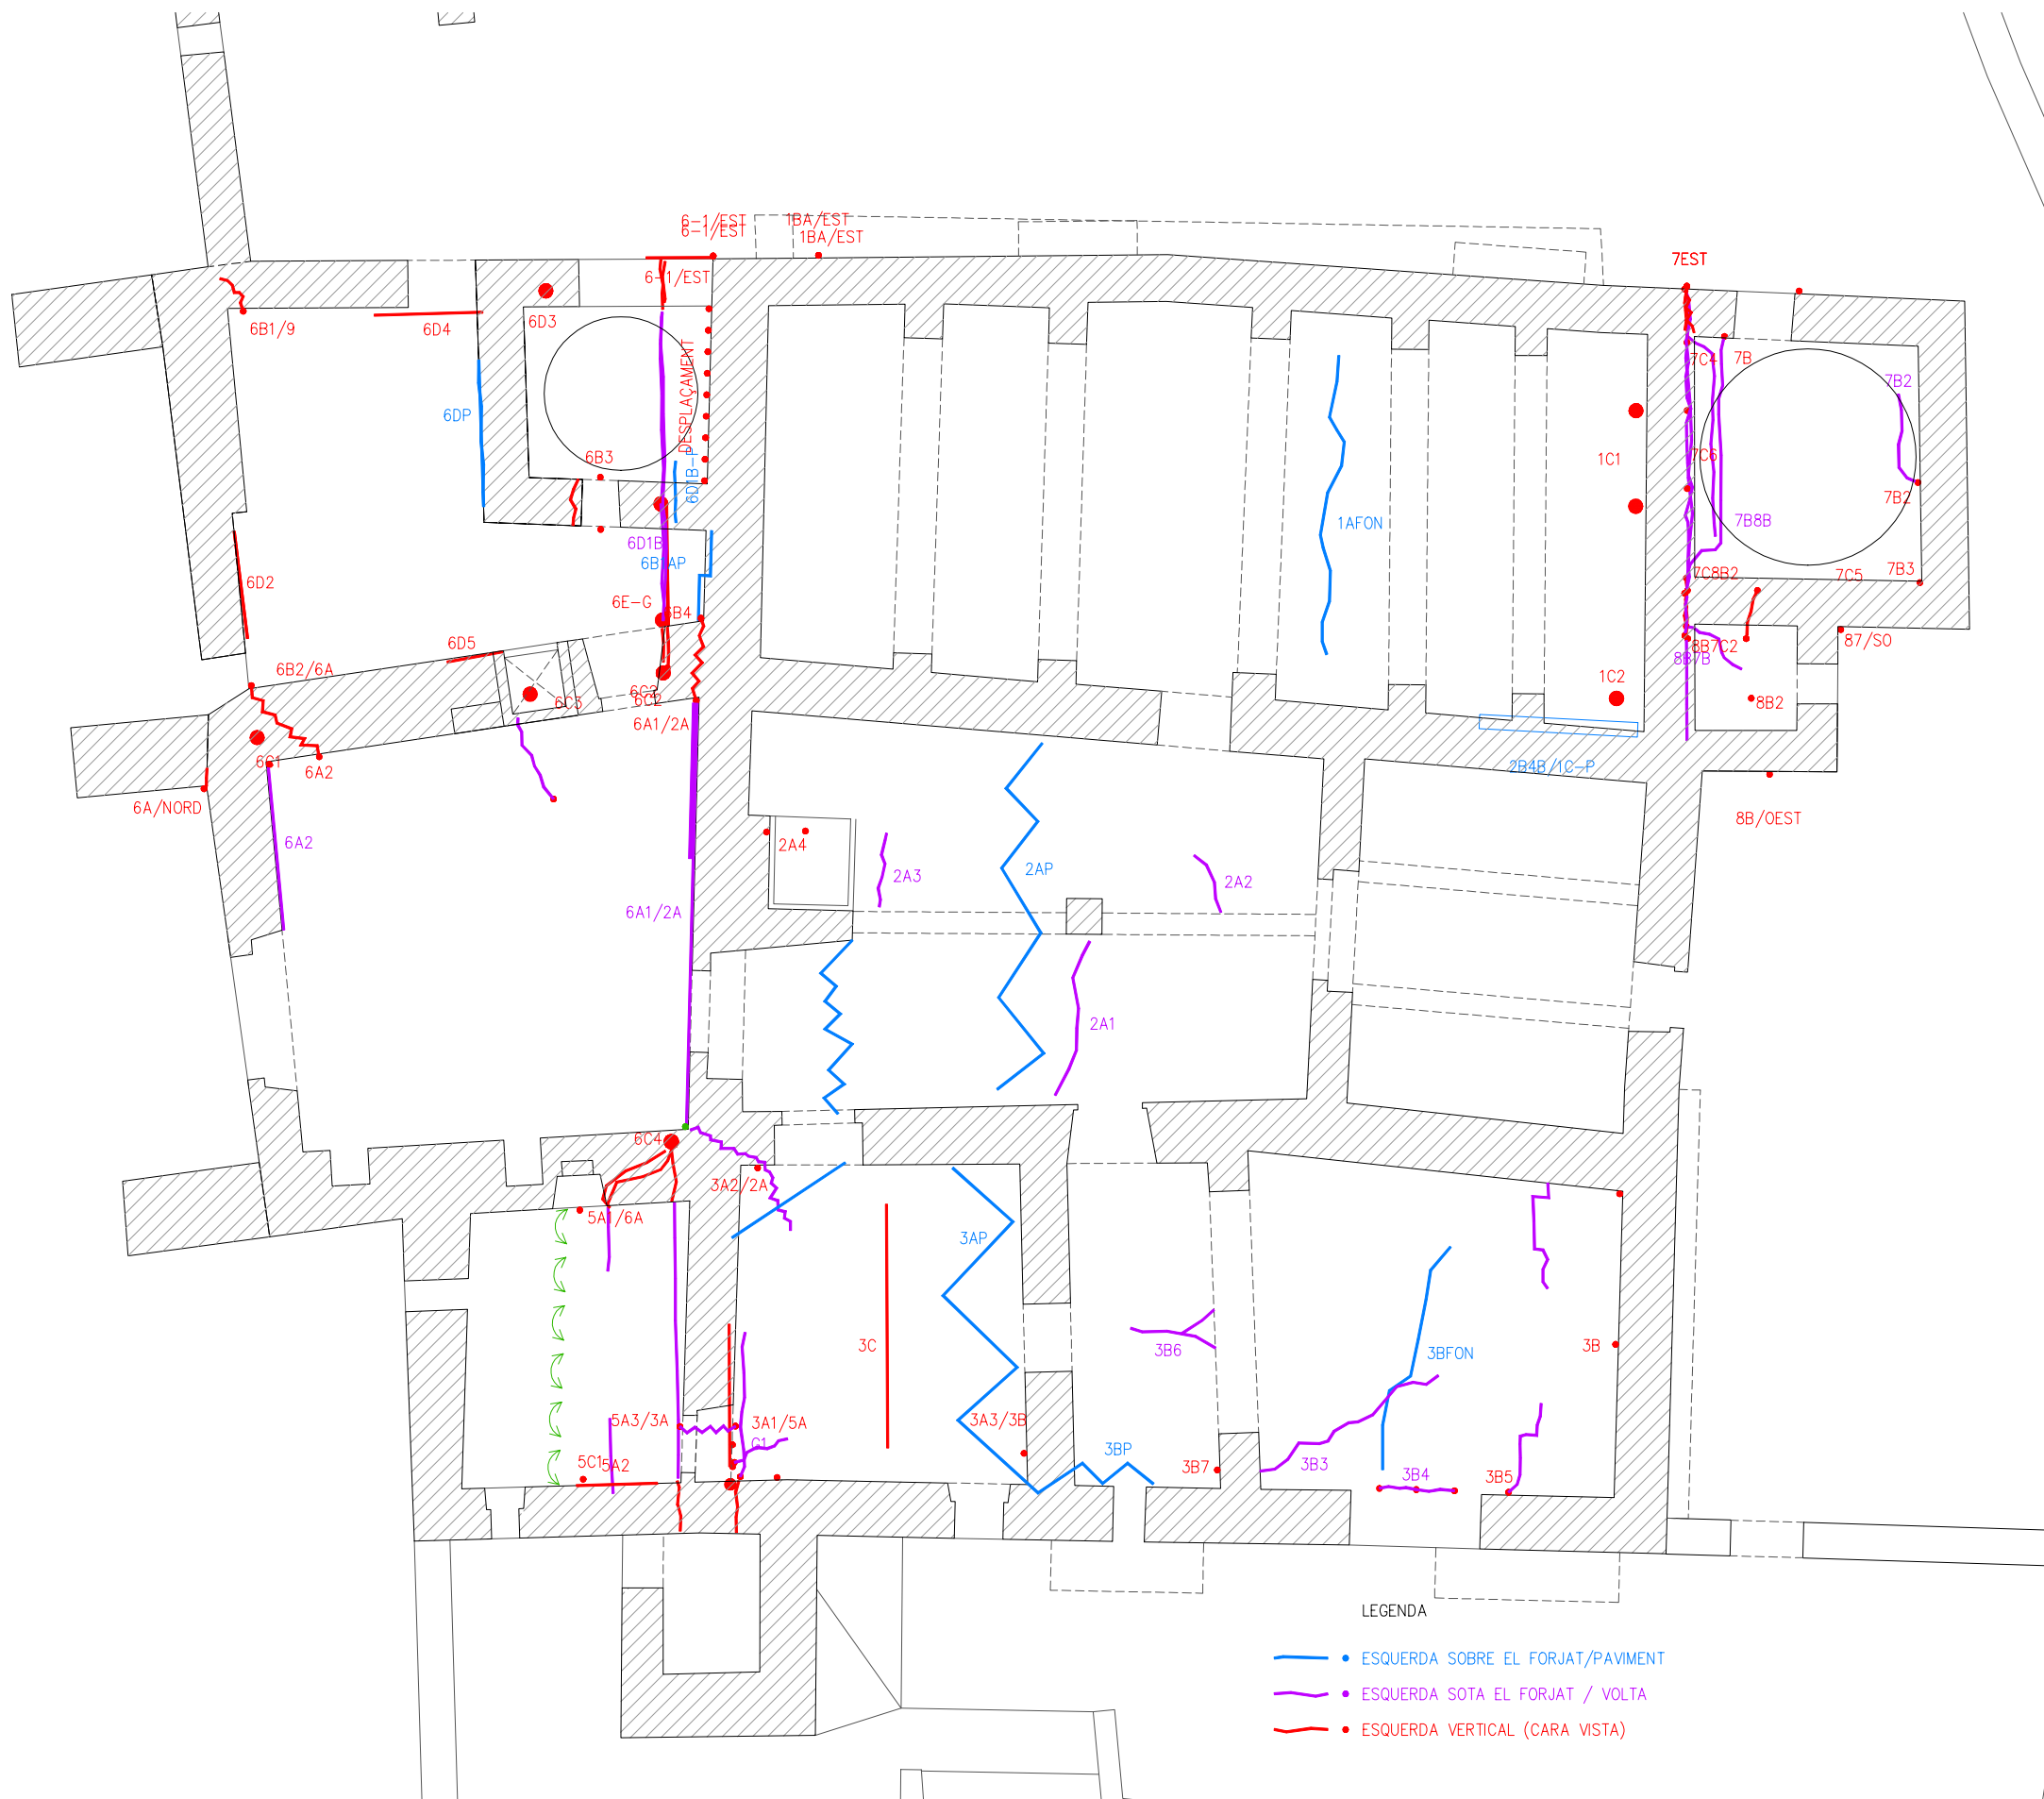 6-1/EST
1BA/EST
6-1/EST
1BA/EST
7EST
6-1/EST
6B1/9
6D4
6D3
7C4
7B
7B2
DESPLAÇAMENT
6DP
6B3
1C1
7C6
6D1B-P
7B2
1AFON
7B8B
6D1B
7C8B2
7C5
7B3
6D2
6E-G
6B4
87/SO
6D5
8B7C2
8B7B
6B2/6A
1C2
6C3
6C2
8B2
6A1/2A
6C1
6A2
2B4B/1C-P
6A/NORD
8B/OEST
6A2
2A4
2A3
2AP
2A2
6A1/2A
2A1
6C4
3A2/2A
5A1/6A
3AP
3C
3B
3B6
3BFON
5A3/3A
3A1/5A
3A3/3B
3BP
5C1
5A2
3B7
3B3
3B4
3B5
LEGENDA
ESQUERDA SOBRE EL FORJAT/PAVIMENT
ESQUERDA SOTA EL FORJAT / VOLTA
ESQUERDA VERTICAL (CARA VISTA)